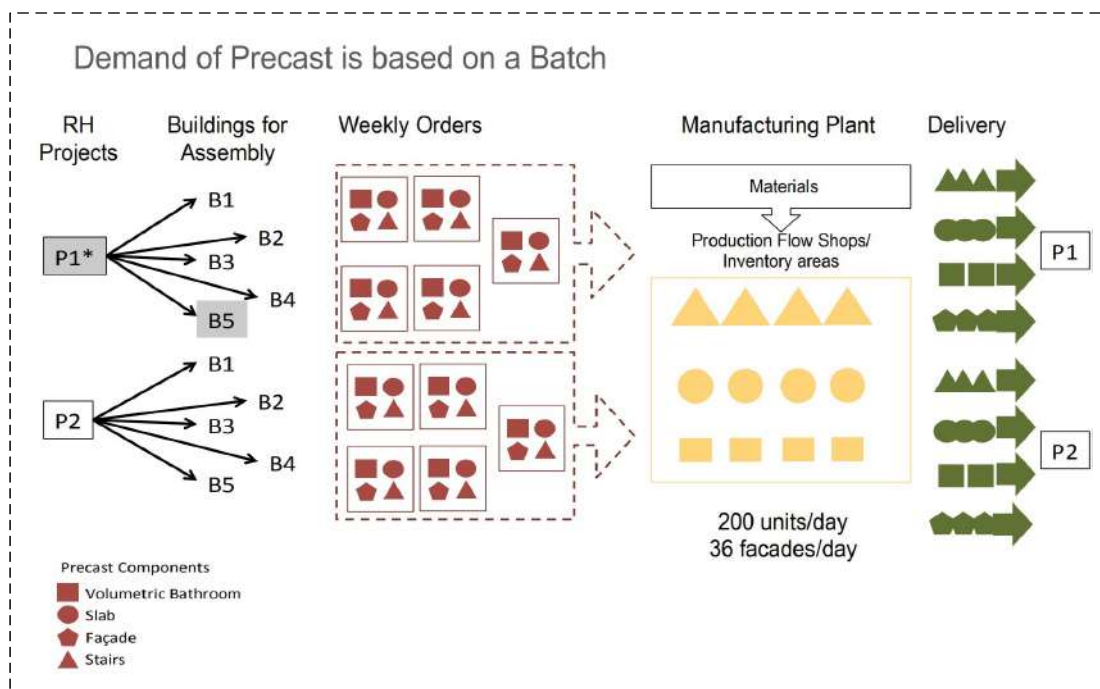 Demand of Precast is based on a Batch
RH
Projects
Buildings for
Assembly
Weekly Orders
Manufacturing Plant
Delivery
P1*
B1
B2
B3
B4
B5
P2
B1
B2
B3
B4
B5
Materials
Production Flow Shops/
Inventory areas
200 units/day
36 facades/day
P1
P2
Precast Components
Volumetric Bathroom
Slab
Façade
Stairs